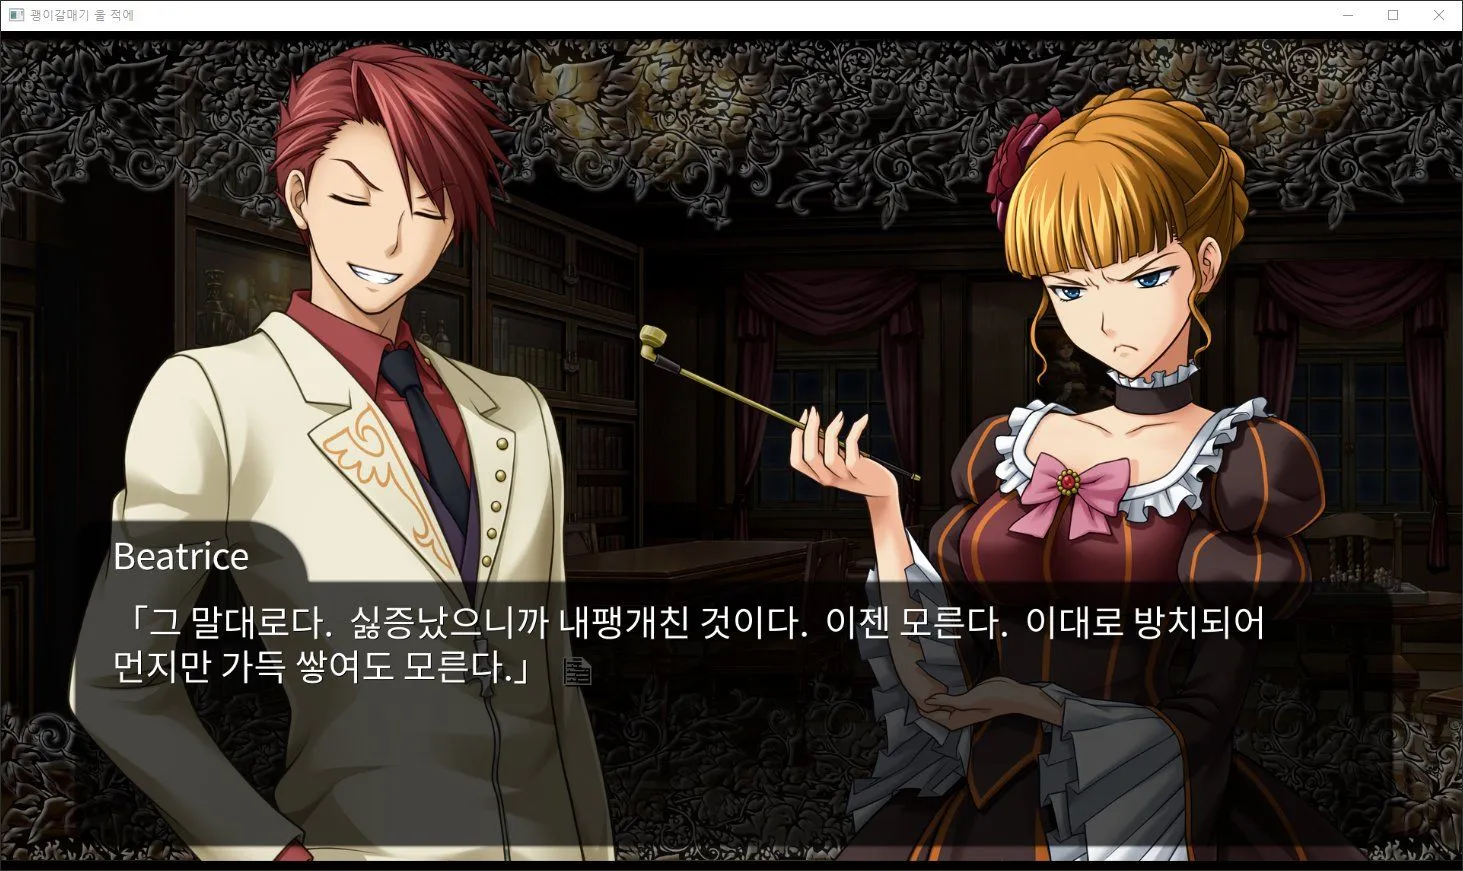 괭이갈매기 울 적에
Beatrice
「그 말대로다. 싫증났으니까 내팽개친 것이다. 이젠 모른다. 이대로 방치되어
먼지만 가득 쌓여도 모른다.」